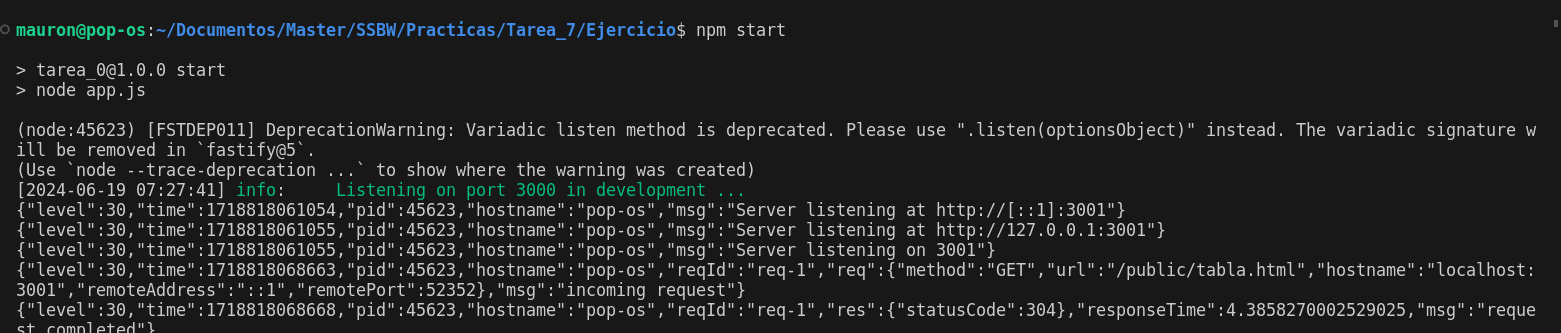 mauron@pop-os:~/Documentos/Master/SSBW/Practicas/Tarea_7/Ejercicio$ npm start
> tarea_0@1.0.0 start
> node app.js
(node:45623) [FSTDEP011] DeprecationWarning: Variadic listen method is deprecated. Please use ".listen(optionsObject)" instead. The variadic signature w
ill be removed in `fastify@5`.
(Use `node --trace-deprecation ...` to show where the warning was created)
[2024-06-19 07:27:41] info:     Listening on port 3000 in development ...
{"level":30,"time":1718818061054,"pid":45623,"hostname":"pop-os","msg":"Server listening at http://[::1]:3001"}
{"level":30,"time":1718818061055,"pid":45623,"hostname":"pop-os","msg":"Server listening at http://127.0.0.1:3001"}
{"level":30,"time":1718818061055,"pid":45623,"hostname":"pop-os","msg":"Server listening on 3001"}
{"level":30,"time":1718818068663,"pid":45623,"hostname":"pop-os","reqId":"req-1","req":{"method":"GET","url":"/public/tabla.html","hostname":"localhost:
3001","remoteAddress":"::1","remotePort":52352},"msg":"incoming request"}
{"level":30,"time":1718818068668,"pid":45623,"hostname":"pop-os","reqId":"req-1","res":{"statusCode":304},"responseTime":4.3858270002529025,"msg":"reque
st completed"}